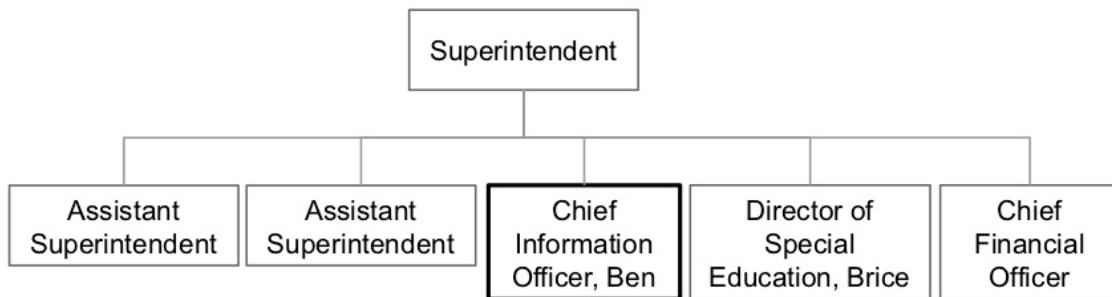 Superintendent
Assistant
Superintendent
Assistant
Superintendent
Chief
Information
Officer, Ben
Director of
Special
Education, Brice
Chief
Financial
Officer